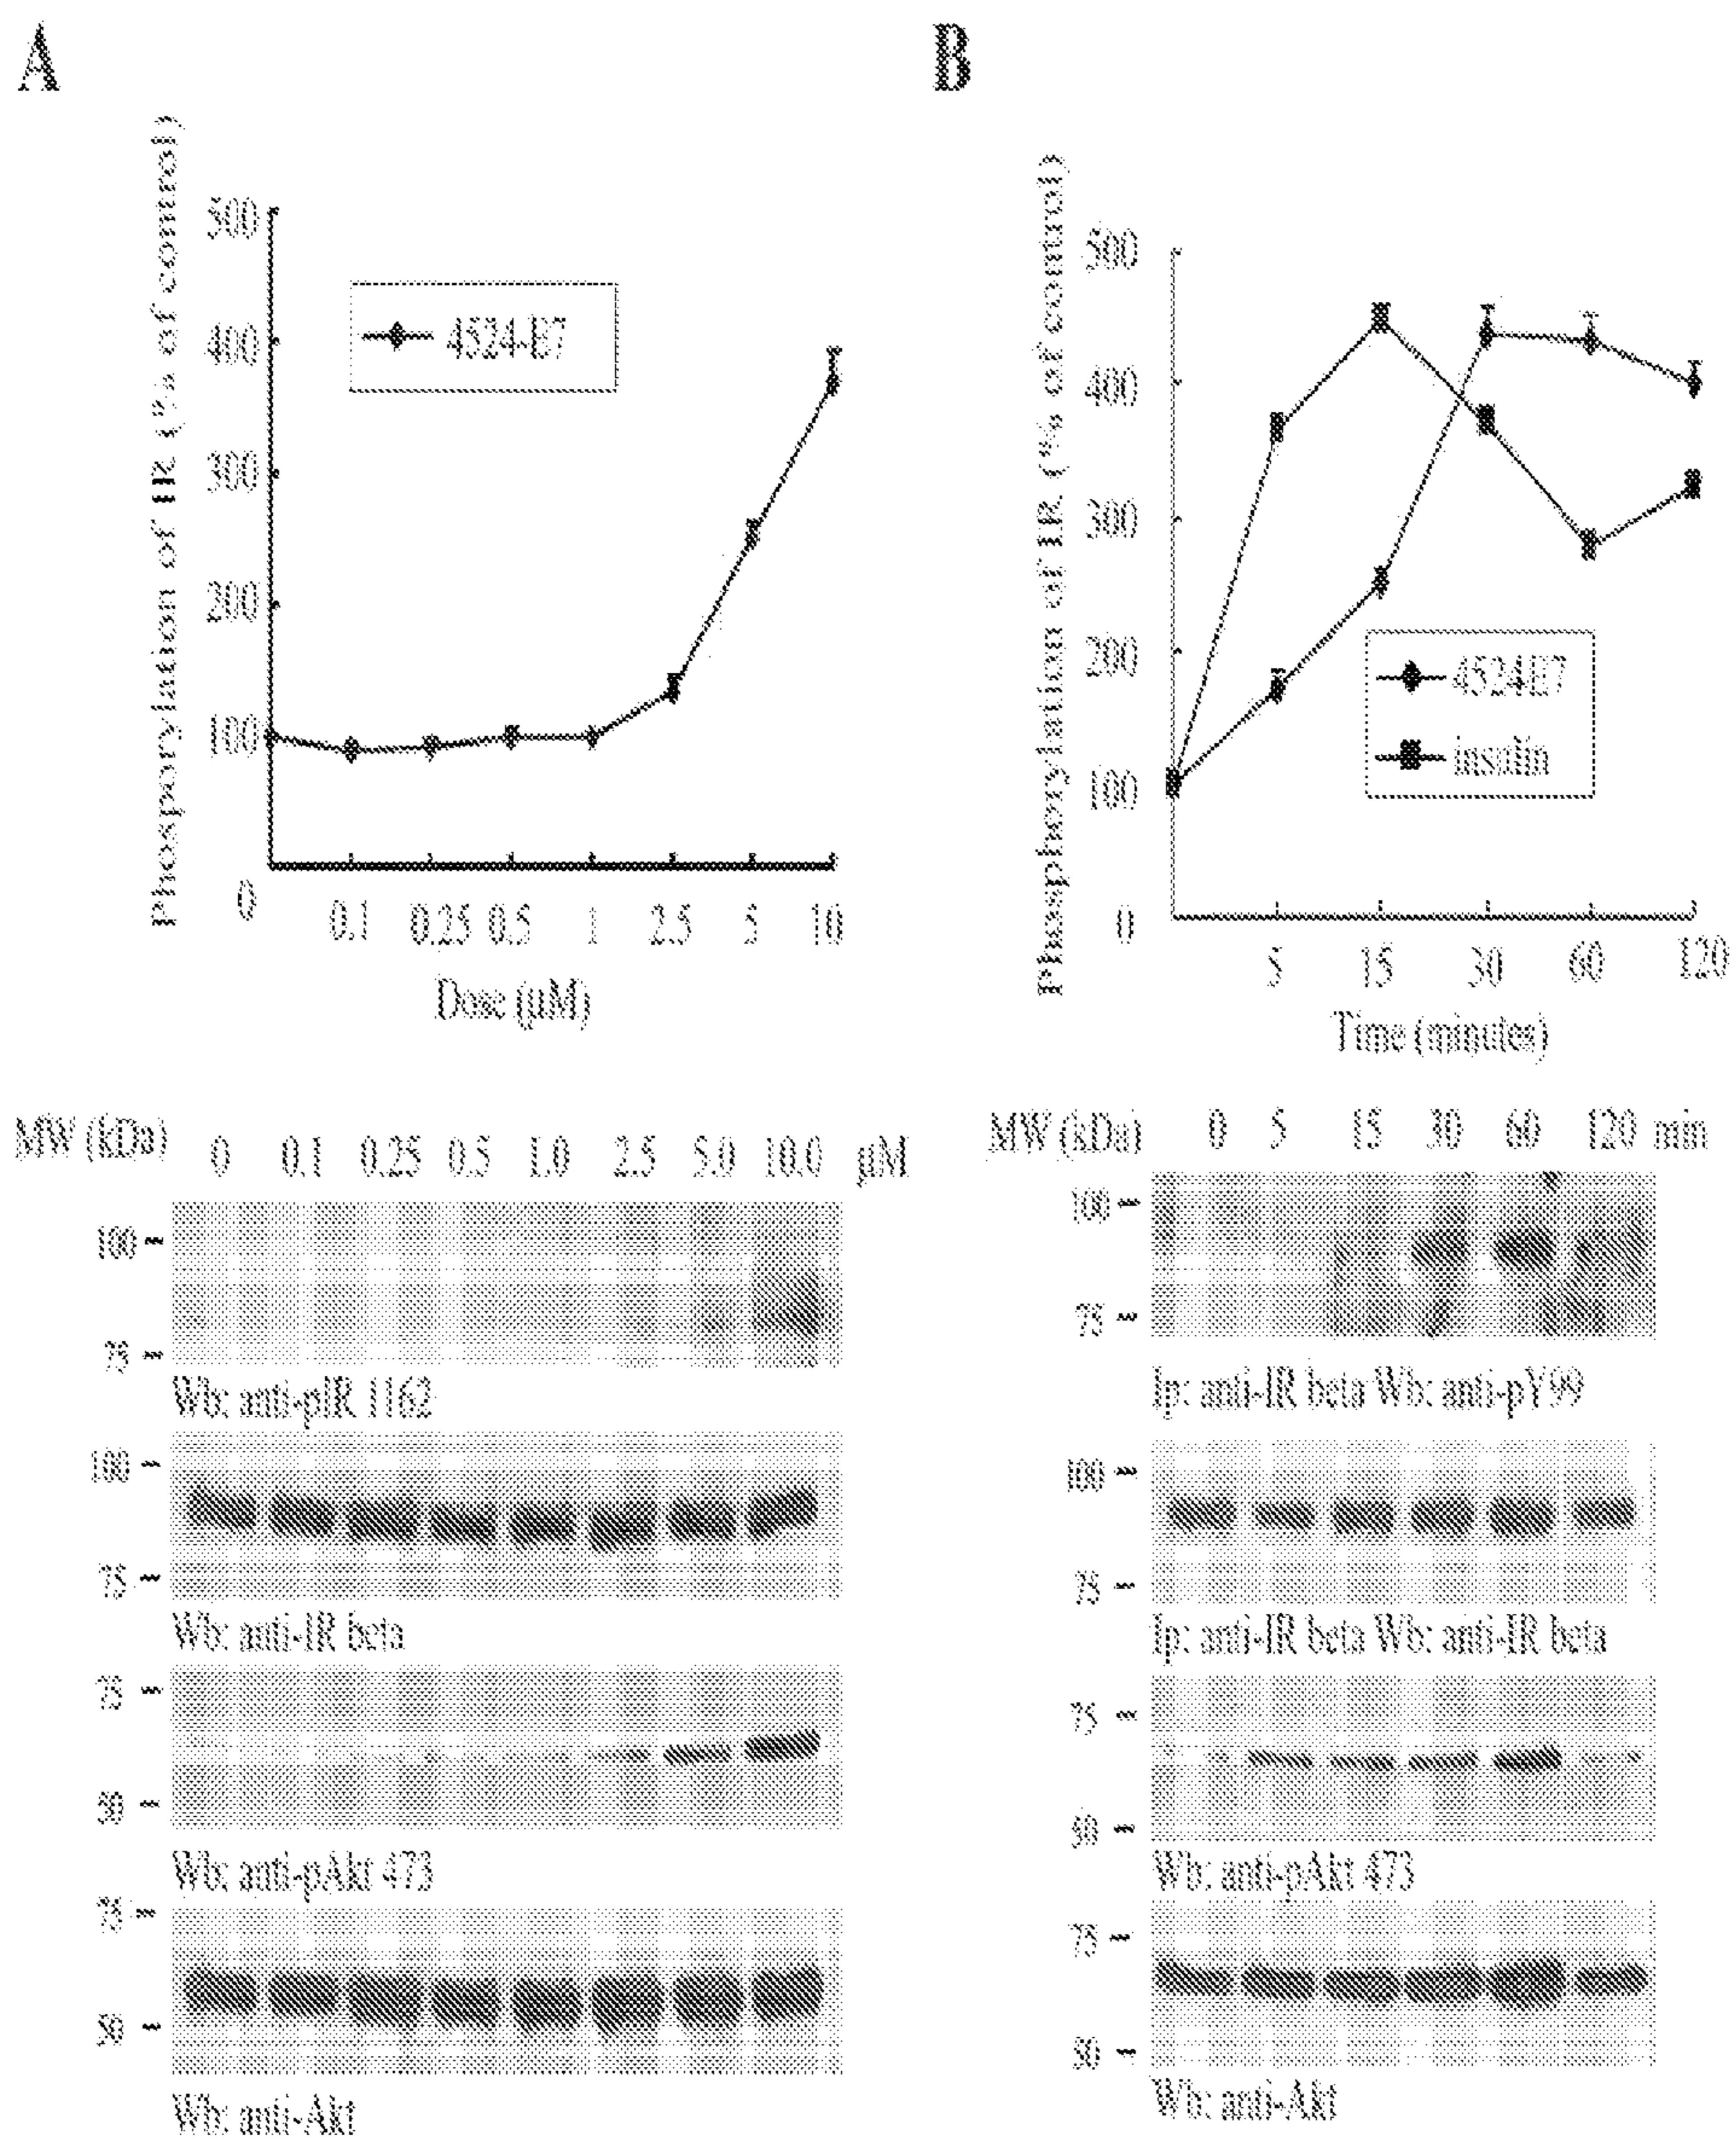 A
Phosporylation of IR (% of control)
500
400
300
200
100
0
4524-E7
0.1 0.25 0.5 1 2.5 5 10
Dose (µM)
MW (kDa) 0 0.1 0.25 0.5 1.0 2.5 5.0 10.0 µM
100
75
Wb: anti-pIR 1162
100
75
Wb: anti-IR beta
75
50
Wb: anti-pAkt 473
75
50
Wb: anti-Akt
B
Phosphorylation of IR (% of control)
500
400
300
200
100
0
4524E7
insulin
5 15 30 60 120
Time (minutes)
MW (kDa) 0 5 15 30 60 120 min
100
75
Ip: anti-IR beta Wb: anti-pY99
100
75
Ip: anti-IR beta Wb: anti-IR beta
75
50
Wb: anti-pAkt 473
75
50
Wb: anti-Akt